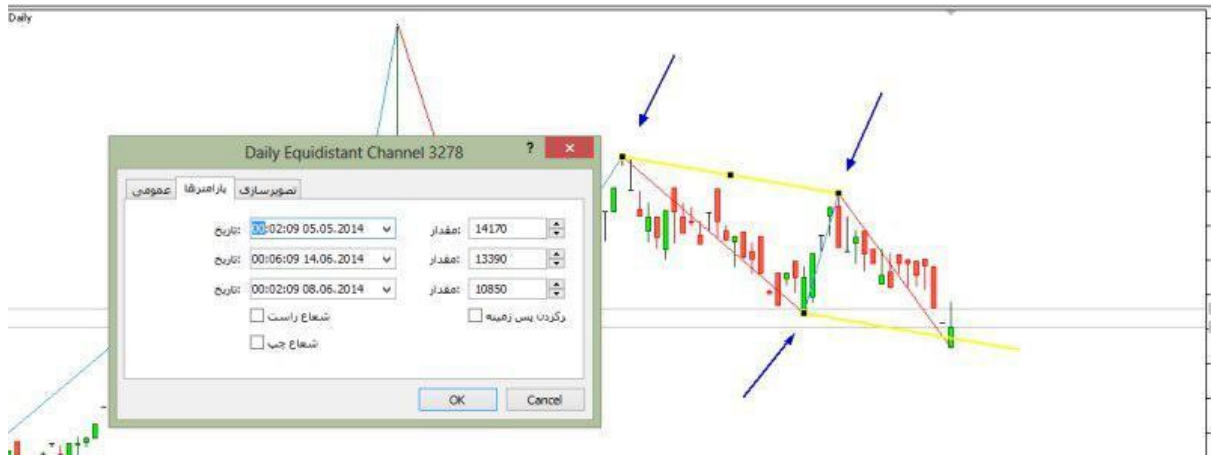 Daily
Daily Equidistant Channel 3278 ?
عمومی پارامترها تصویرسازی
تاریخ: 00:02:09 05.05.2014 مقدار: 14170
تاریخ: 00:06:09 14.06.2014 مقدار: 13390
تاریخ: 00:02:09 08.06.2014 مقدار: 10850
شعاع راست
رکردن پس زمینه
شعاع چپ
OK Cancel